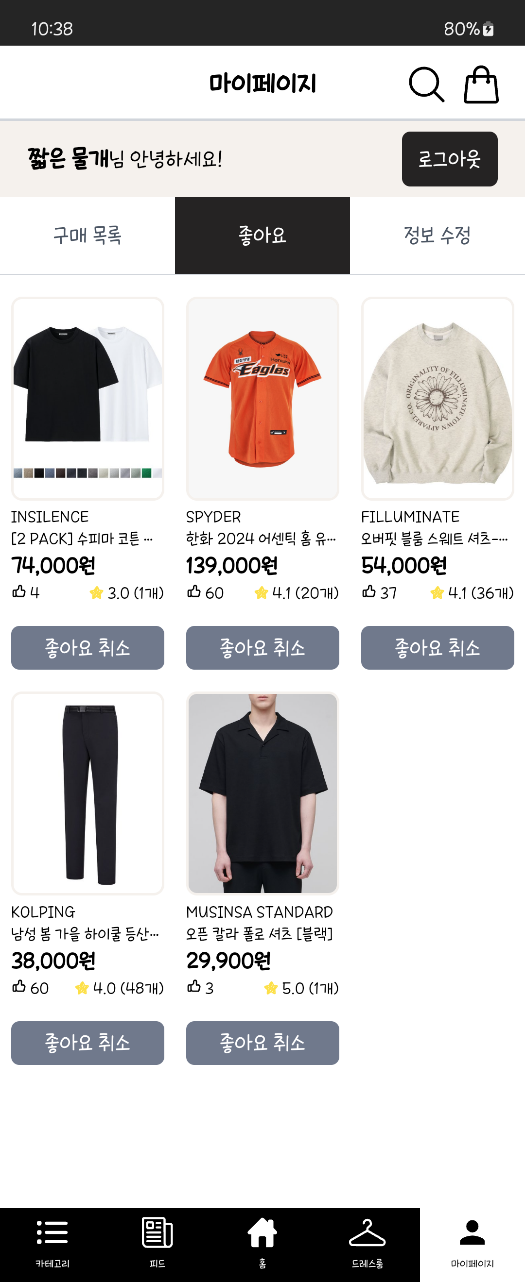 10:38
80%
마이페이지
짧은 물개님 안녕하세요!
로그아웃
구매 목록
좋아요
정보 수정
Eagles
ORIGINALITY OF FILLUMINATE TOWN APPAREL CO.
INSILENCE
[2 PACK] 수피마 코튼 ...
74,000원
4
3.0 (1개)
좋아요 취소
SPYDER
한화 2024 어센틱 홈 유...
139,000원
60
4.1 (20개)
좋아요 취소
FILLUMINATE
오버핏 블룸 스웨트 셔츠-...
54,000원
37
4.1 (36개)
좋아요 취소
KOLPING
남성 봄 가을 하이쿨 등산...
38,000원
60
4.0 (48개)
좋아요 취소
MUSINSA STANDARD
오픈 칼라 폴로 셔츠 [블랙]
29,900원
3
5.0 (1개)
좋아요 취소
카테고리
피드
홈
드레스룸
마이페이지